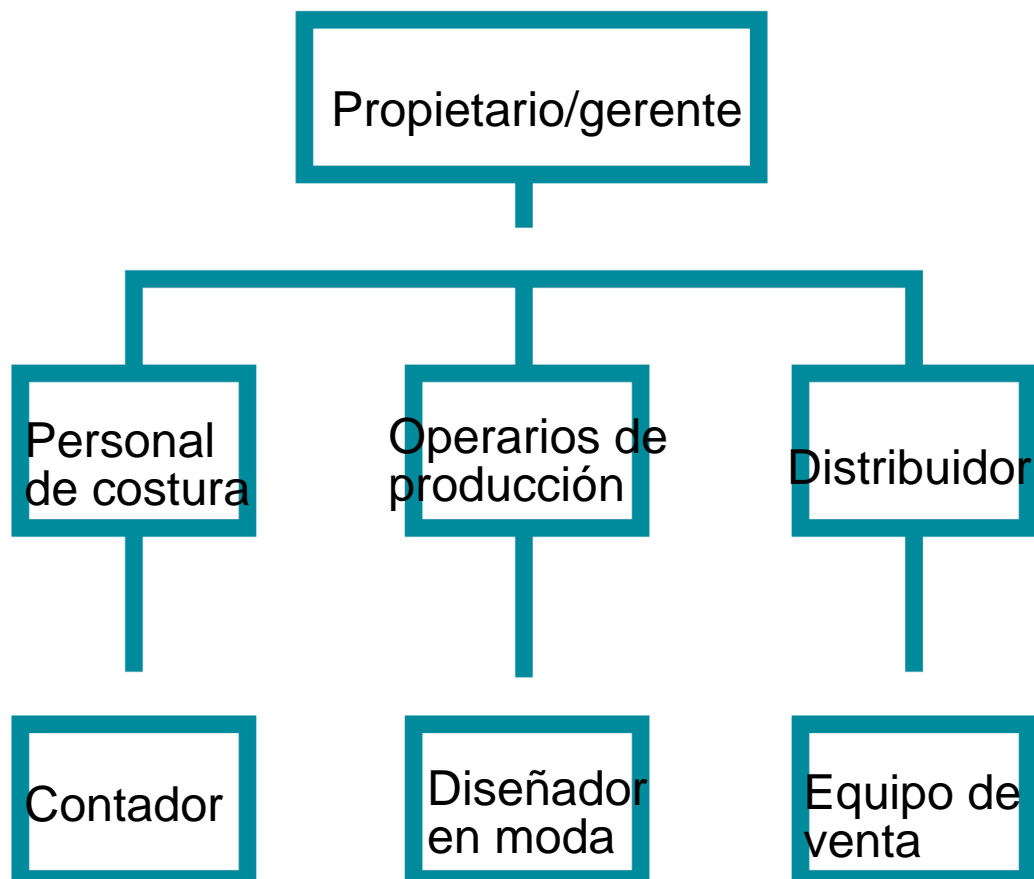 Propietario/gerente
Personal
de costura
Operarios de
producción
Distribuidor
Contador
Diseñador
en moda
Equipo de
venta